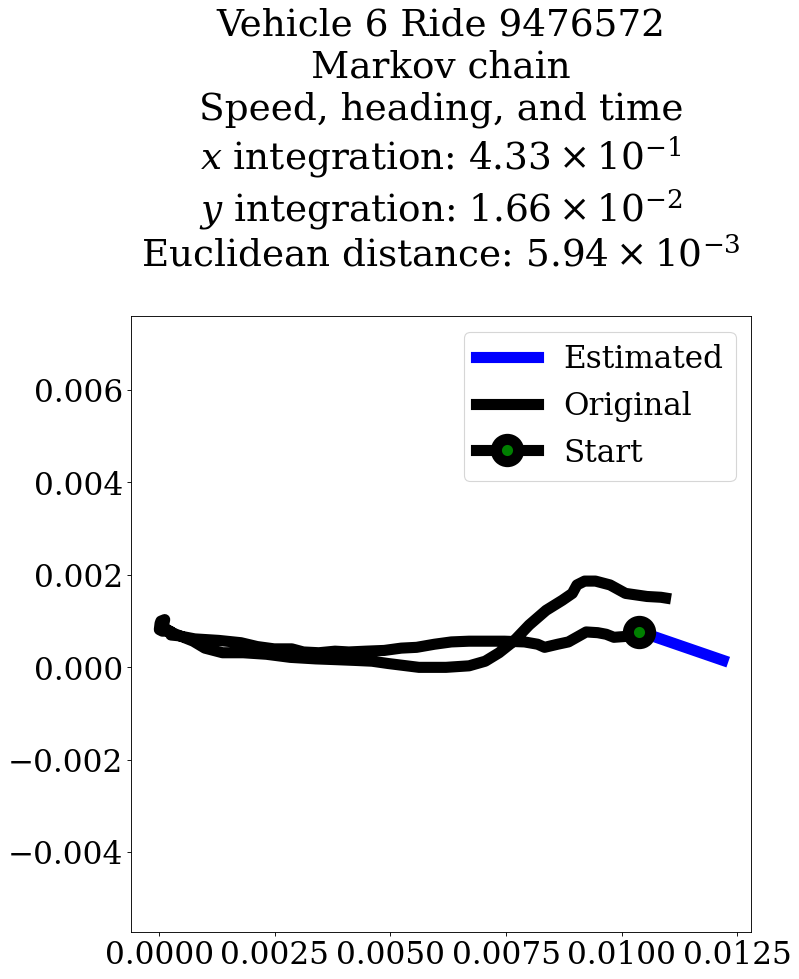 Vehicle 6 Ride 9476572
Markov chain
Speed, heading, and time
x integration: 4.33 × 10⁻¹
y integration: 1.66 × 10⁻²
Euclidean distance: 5.94 × 10⁻³
Estimated
Original
Start
0.006
0.004
0.002
0.000
−0.002
−0.004
0.0000 0.0025 0.0050 0.0075 0.0100 0.0125